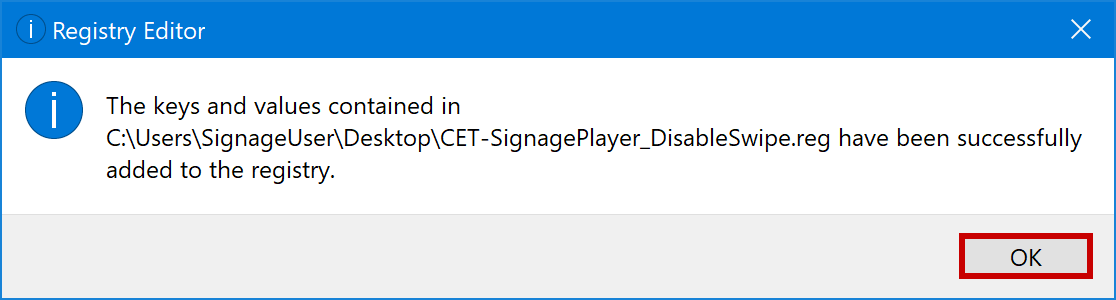 Registry Editor
The keys and values contained in
C:\Users\SignageUser\Desktop\CET-SignagePlayer_DisableSwipe.reg have been successfully
added to the registry.
OK